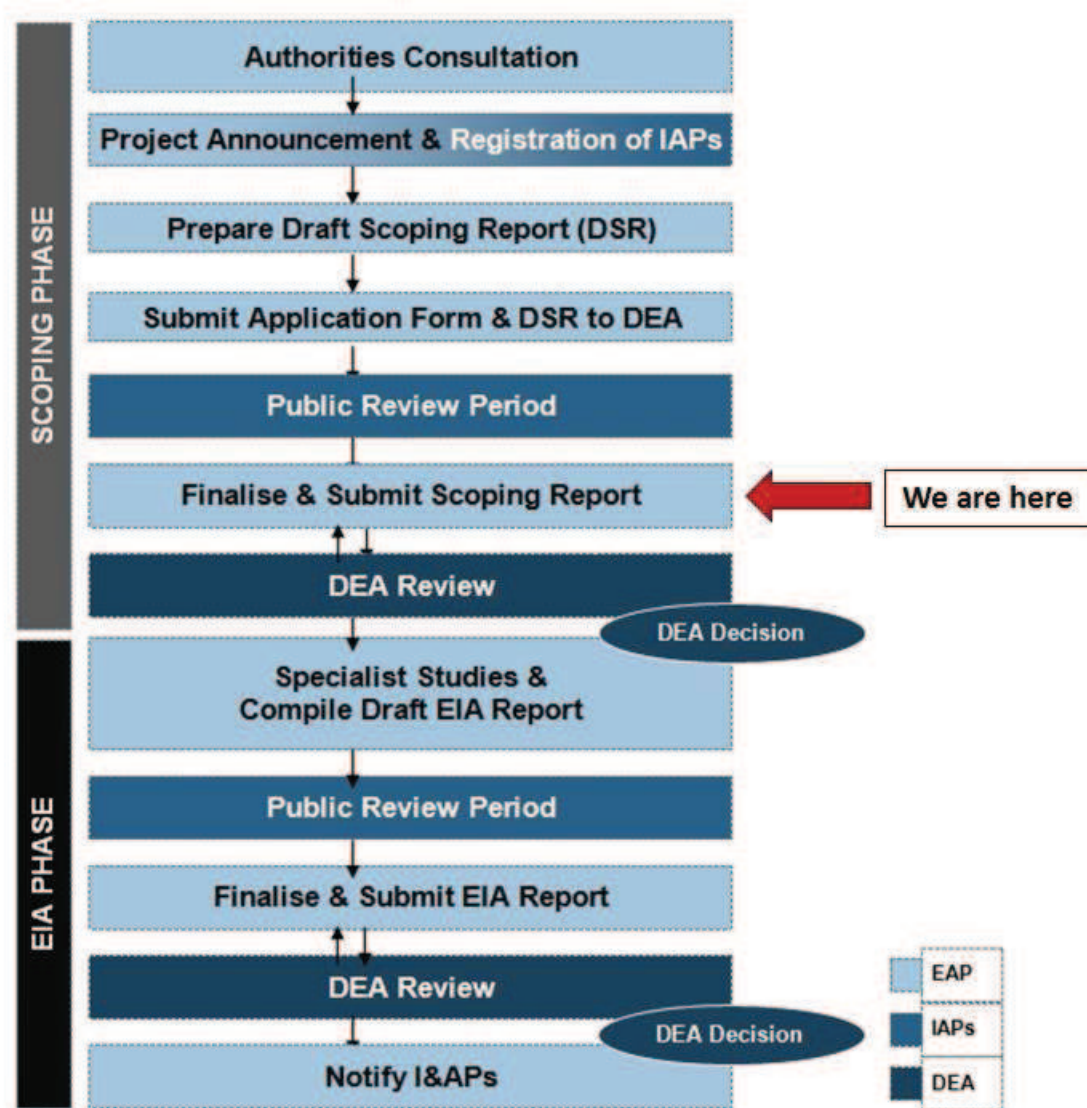 SCOPING PHASE
Authorities Consultation
Project Announcement & Registration of IAPs
Prepare Draft Scoping Report (DSR)
Submit Application Form & DSR to DEA
Public Review Period
Finalise & Submit Scoping Report
We are here
DEA Review
DEA Decision
EIA PHASE
Specialist Studies &
Compile Draft EIA Report
Public Review Period
Finalise & Submit EIA Report
DEA Review
DEA Decision
Notify I&APs
EAP
IAPs
DEA